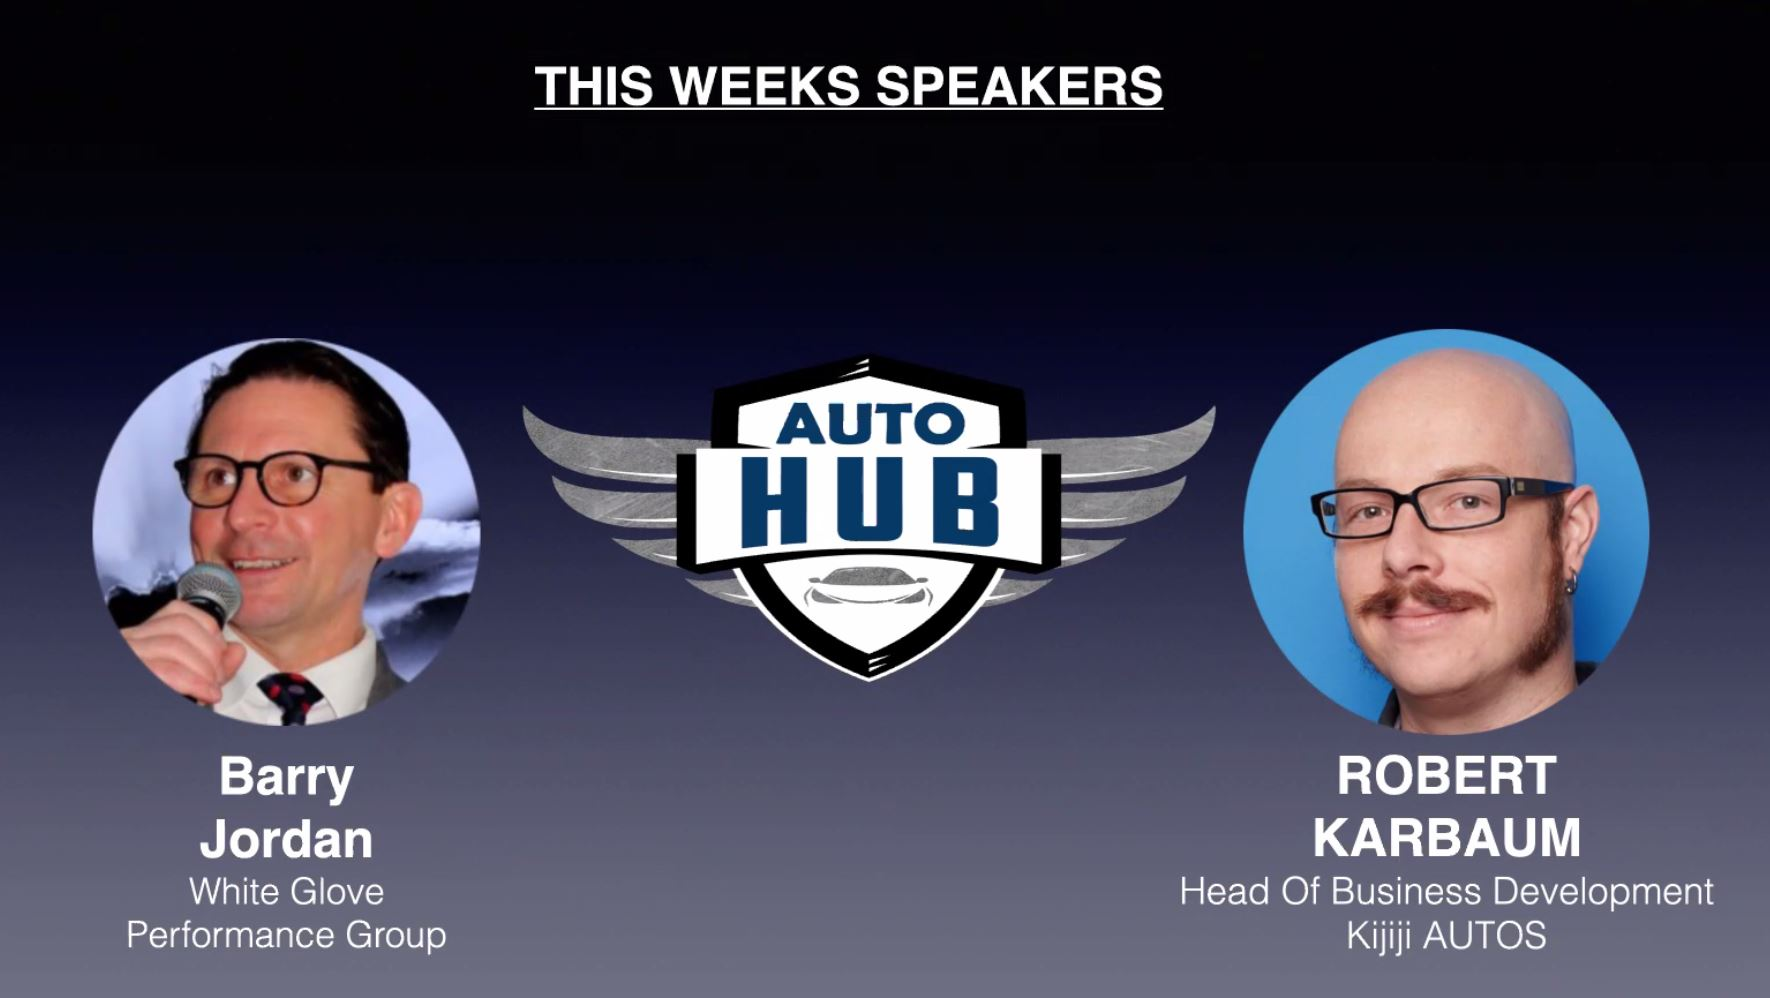 THIS WEEKS SPEAKERS
AUTO
HUB
Barry
Jordan
White Glove
Performance Group
ROBERT
KARBAUM
Head Of Business Development
Kijiji AUTOS